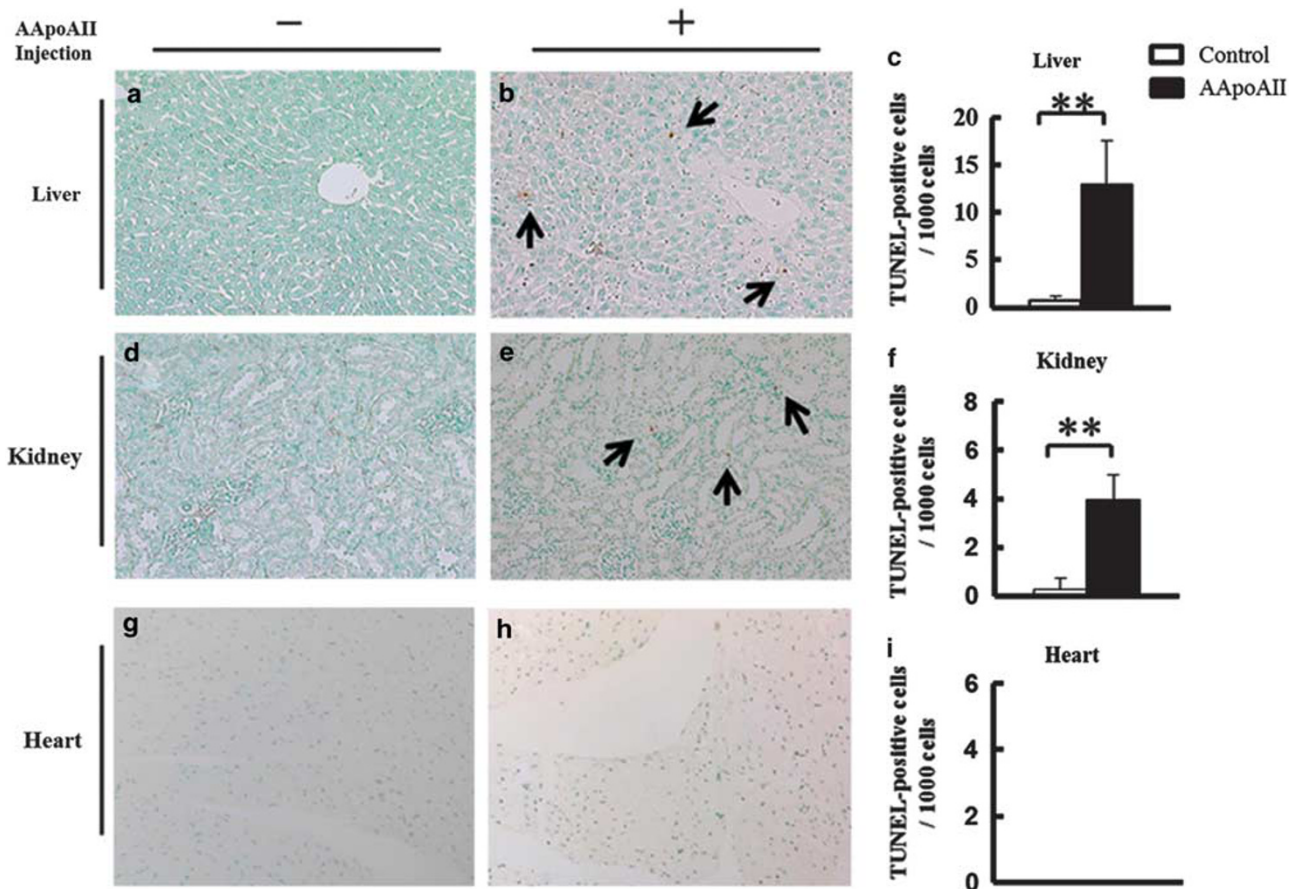 AApoAII
Injection
−
+
Liver
a
b
c
Liver
Control
AApoAII
TUNEL-positive cells
/ 1000 cells
20
15
10
5
0
**
Kidney
d
e
f
Kidney
TUNEL-positive cells
/ 1000 cells
8
6
4
2
0
**
Heart
g
h
i
Heart
TUNEL-positive cells
/ 1000 cells
6
4
2
0